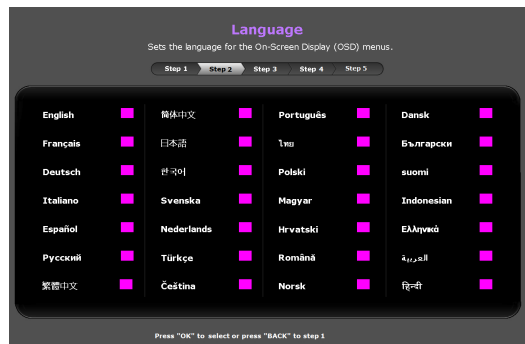 Language
Sets the language for the On-Screen Display (OSD) menus.
Step 1 Step 2 Step 3 Step 4 Step 5
English 简体中文 Português Dansk
Français 日本語 ไทย Български
Deutsch 한국어 Polski suomi
Italiano Svenska Magyar Indonesian
Español Nederlands Hrvatski Ελληνικά
Русский Türkçe Română العربية
繁體中文 Čeština Norsk हिन्दी
Press "OK" to select or press "BACK" to step 1